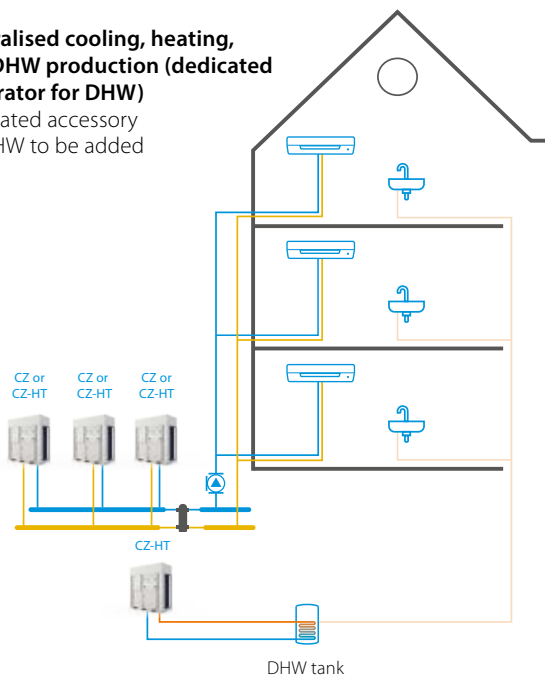 alised cooling, heating,
DHW production (dedicated
rator for DHW)
ated accessory
HW to be added
CZ or
CZ-HT
CZ or
CZ-HT
CZ or
CZ-HT
CZ-HT
DHW tank